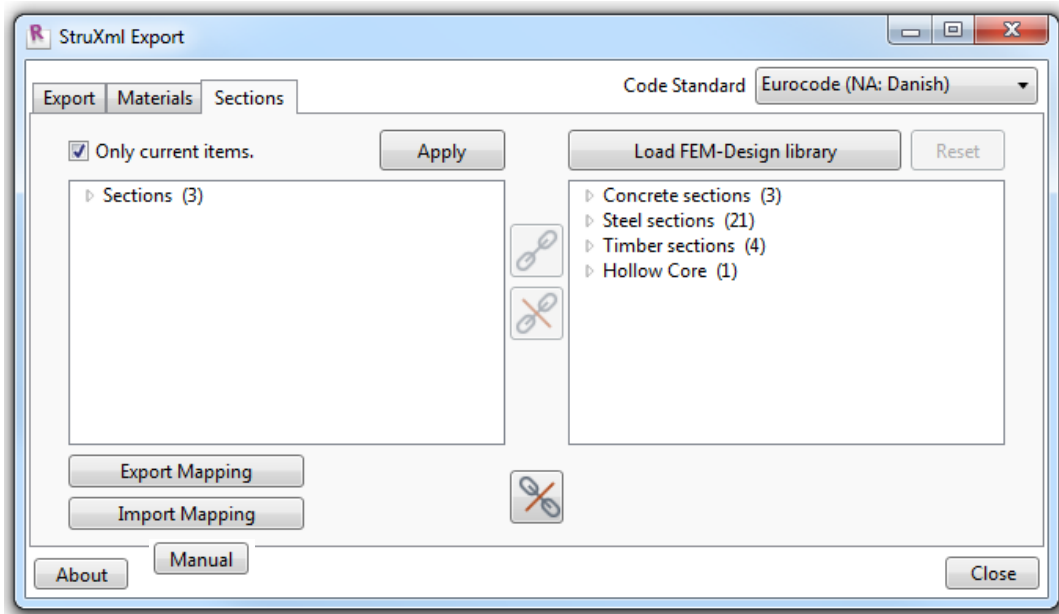 StruXml Export
Code Standard Eurocode (NA: Danish)
Export Materials Sections
Only current items. Apply Load FEM-Design library Reset
Sections (3)
Concrete sections (3)
Steel sections (21)
Timber sections (4)
Hollow Core (1)
Export Mapping
Import Mapping
Manual
About Close